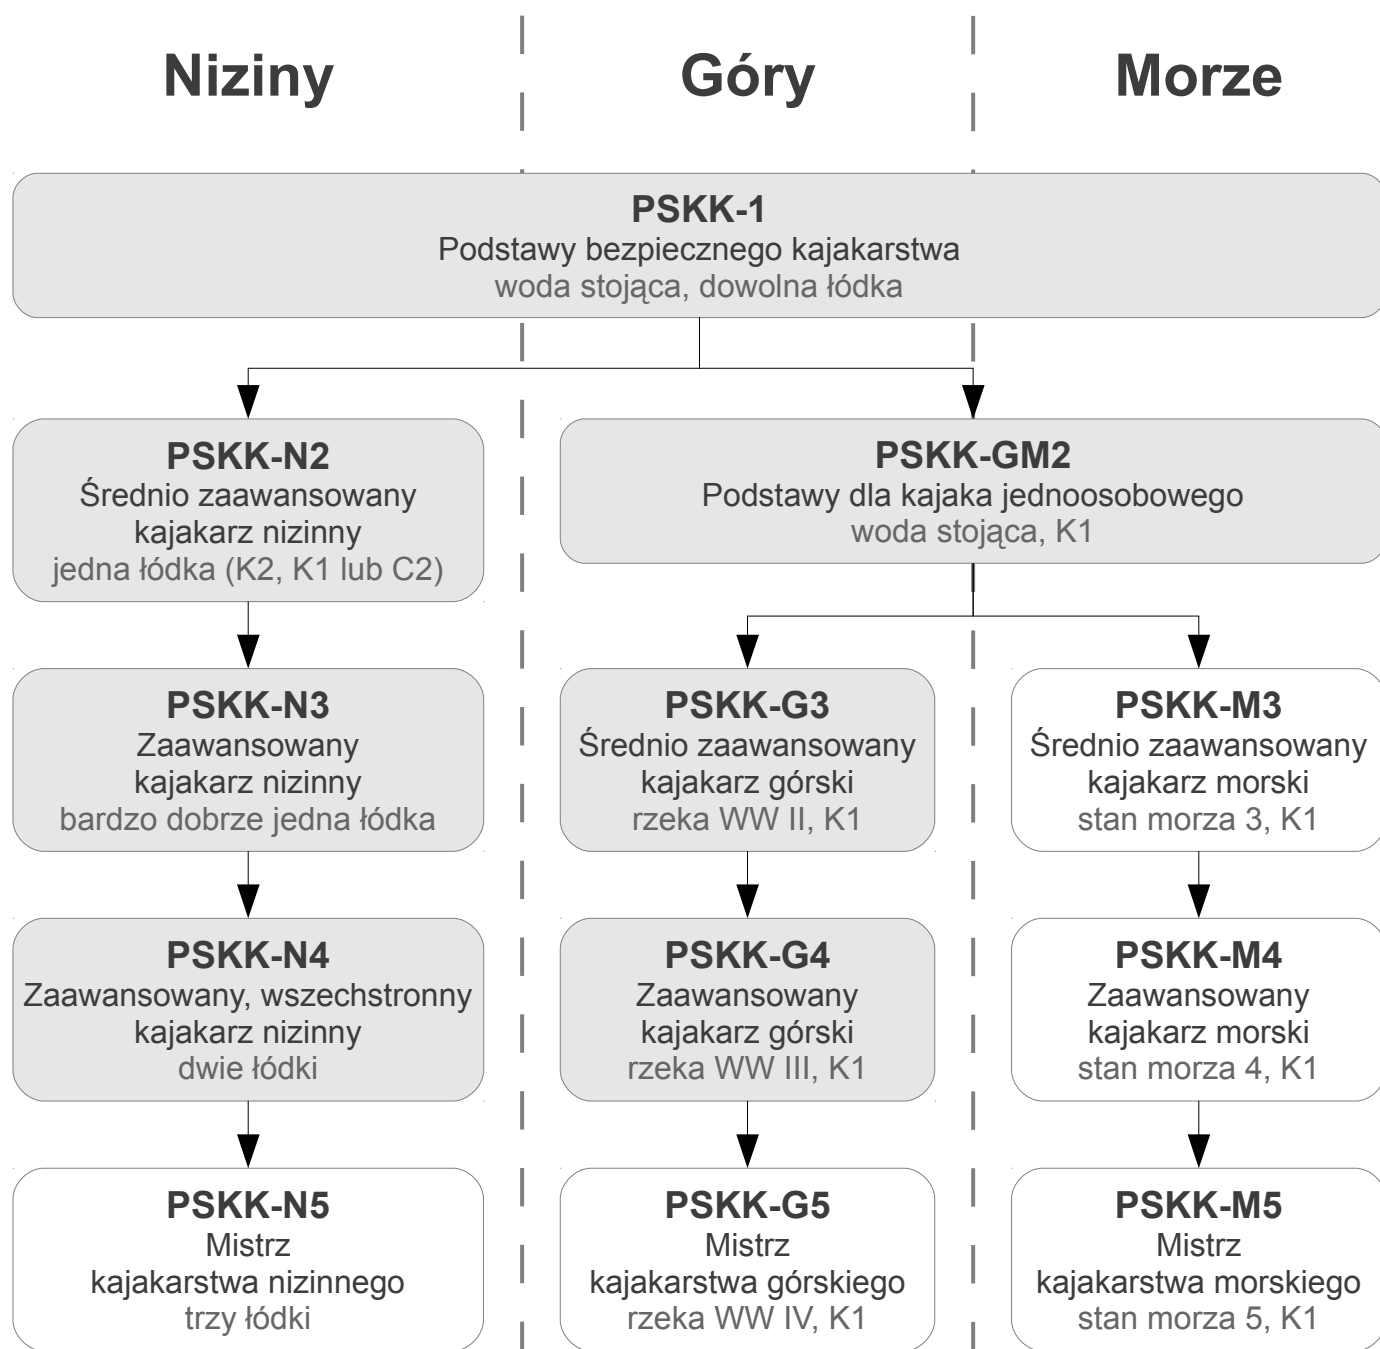 Niziny
Góry
Morze
PSKK-1
Podstawy bezpiecznego kajakarstwa
woda stojąca, dowolna łódka
PSKK-N2
Średnio zaawansowany
kajakarz nizinny
jedna łódka (K2, K1 lub C2)
PSKK-GM2
Podstawy dla kajaka jednoosobowego
woda stojąca, K1
PSKK-N3
Zaawansowany
kajakarz nizinny
bardzo dobrze jedna łódka
PSKK-G3
Średnio zaawansowany
kajakarz górski
rzeka WW II, K1
PSKK-M3
Średnio zaawansowany
kajakarz morski
stan morza 3, K1
PSKK-N4
Zaawansowany, wszechstronny
kajakarz nizinny
dwie łódki
PSKK-G4
Zaawansowany
kajakarz górski
rzeka WW III, K1
PSKK-M4
Zaawansowany
kajakarz morski
stan morza 4, K1
PSKK-N5
Mistrz
kajakarstwa nizinnego
trzy łódki
PSKK-G5
Mistrz
kajakarstwa górskiego
rzeka WW IV, K1
PSKK-M5
Mistrz
kajakarstwa morskiego
stan morza 5, K1